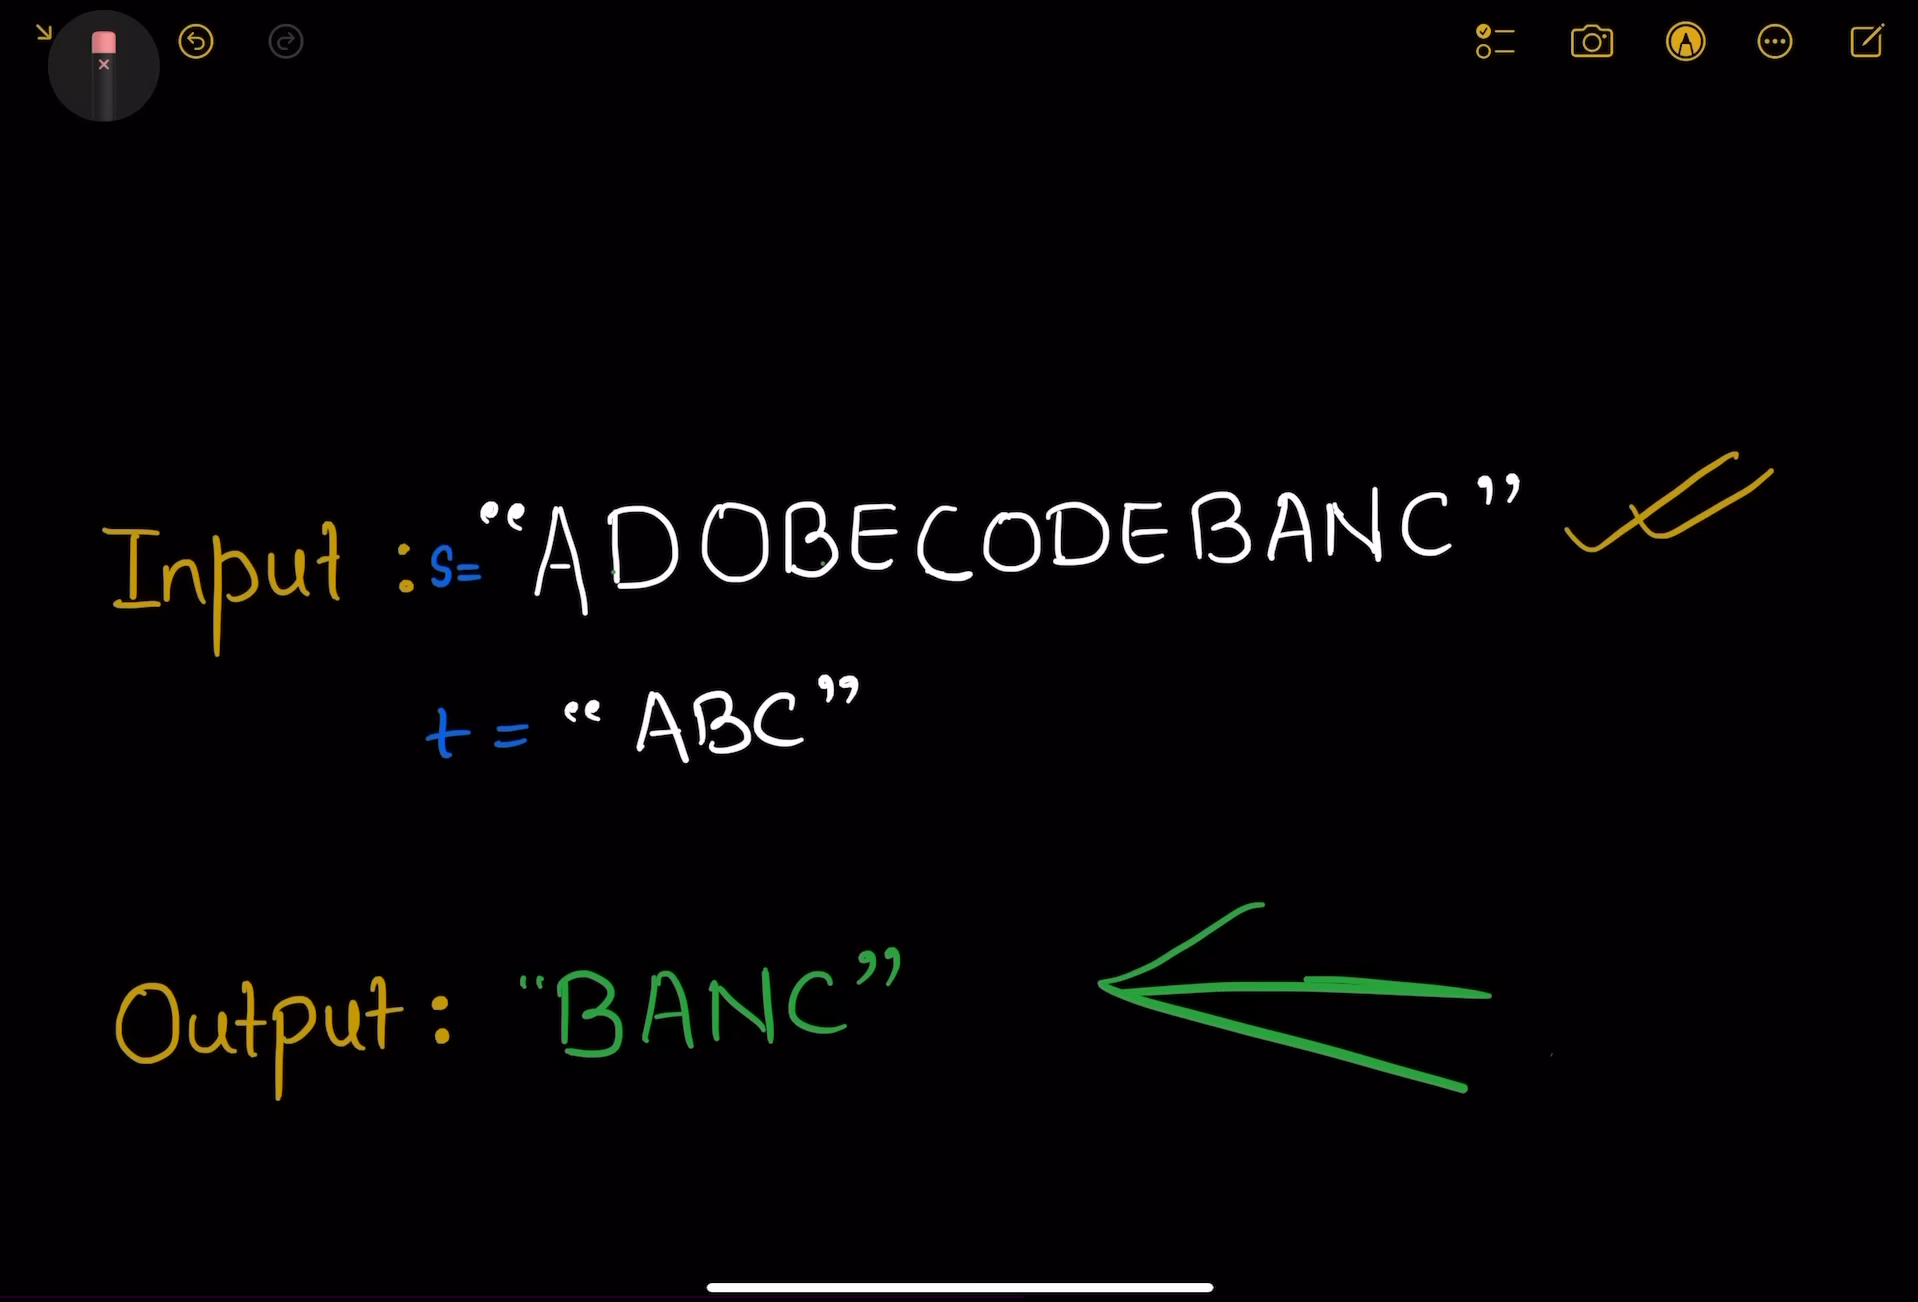 Input : s= “ADOBECODEBANC”
t = “ABC”
Output : “BANC”